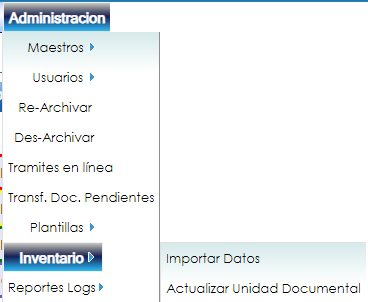 Administracion
Maestros
Usuarios
Re-Archivar
Des-Archivar
Tramites en línea
Transf. Doc. Pendientes
Plantillas
Inventario
Importar Datos
Reportes Logs
Actualizar Unidad Documental